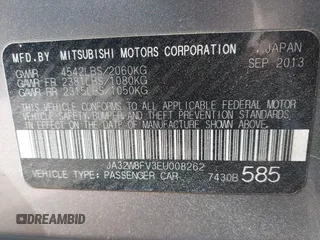 MFD. BY MITSUBISHI MOTORS CORPORATION JAPAN
GVWR 4542LBS/2060KG SEP 2013
GAWR FR 2381LBS/1080KG
GAWR RR 2315LBS/1050KG
THIS VEHICLE CONFORMS TO ALL APPLICABLE FEDERAL
MOTOR VEHICLE SAFETY, BUMPER, AND THEFT PREVENTION
STANDARDS IN EFFECT ON THE DATE OF MANUFACTURE
SHOWN ABOVE.
JA32W8FV3EU008262
VEHICLE TYPE: PASSENGER CAR 7430B 585
DREAMBID